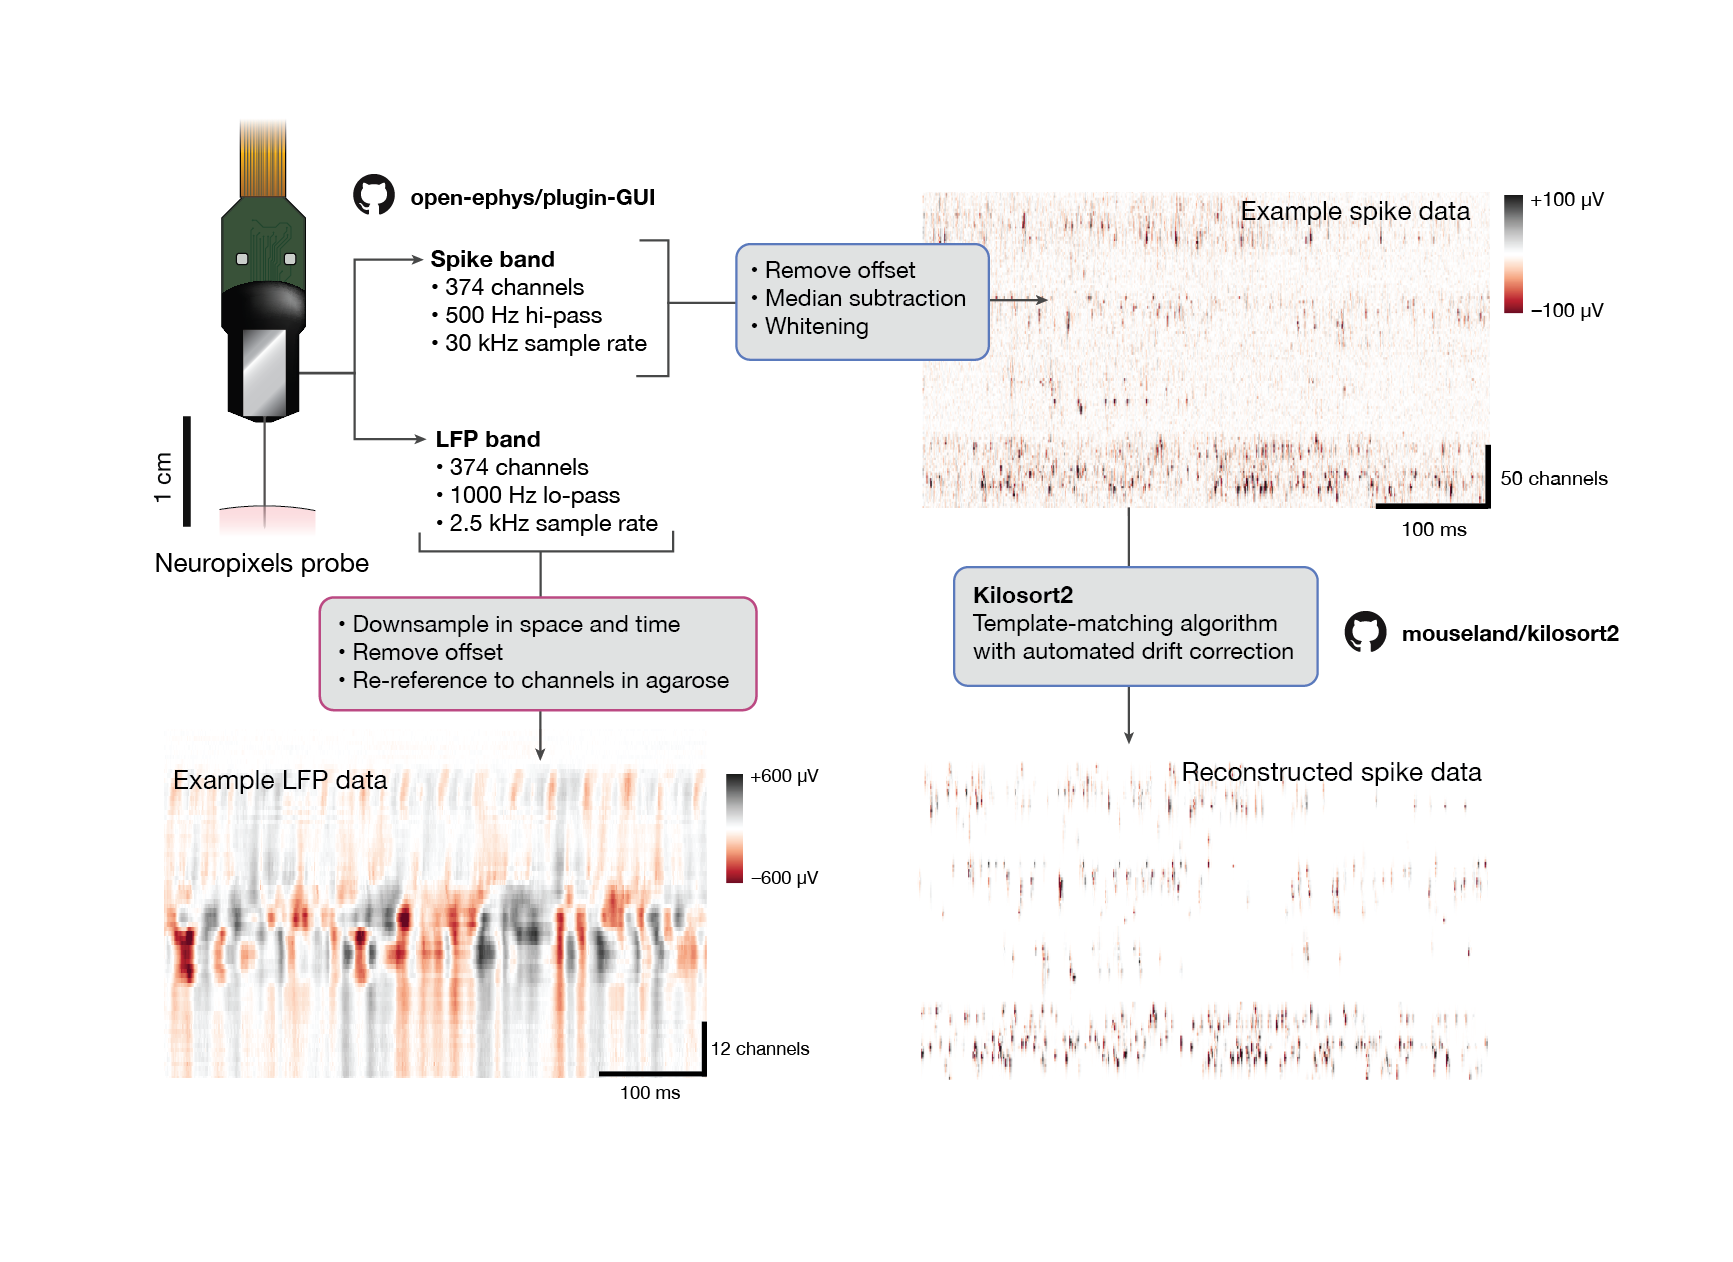 open-ephys/plugin-GUI
Spike band
• 374 channels
• 500 Hz hi-pass
• 30 kHz sample rate
LFP band
• 374 channels
• 1000 Hz lo-pass
• 2.5 kHz sample rate
1 cm
Neuropixels probe
• Remove offset
• Median subtraction
• Whitening
Example spike data
+100 µV
−100 µV
50 channels
100 ms
• Downsample in space and time
• Remove offset
• Re-reference to channels in agarose
Kilosort2
Template-matching algorithm
with automated drift correction
mouseland/kilosort2
Example LFP data
+600 µV
−600 µV
12 channels
100 ms
Reconstructed spike data